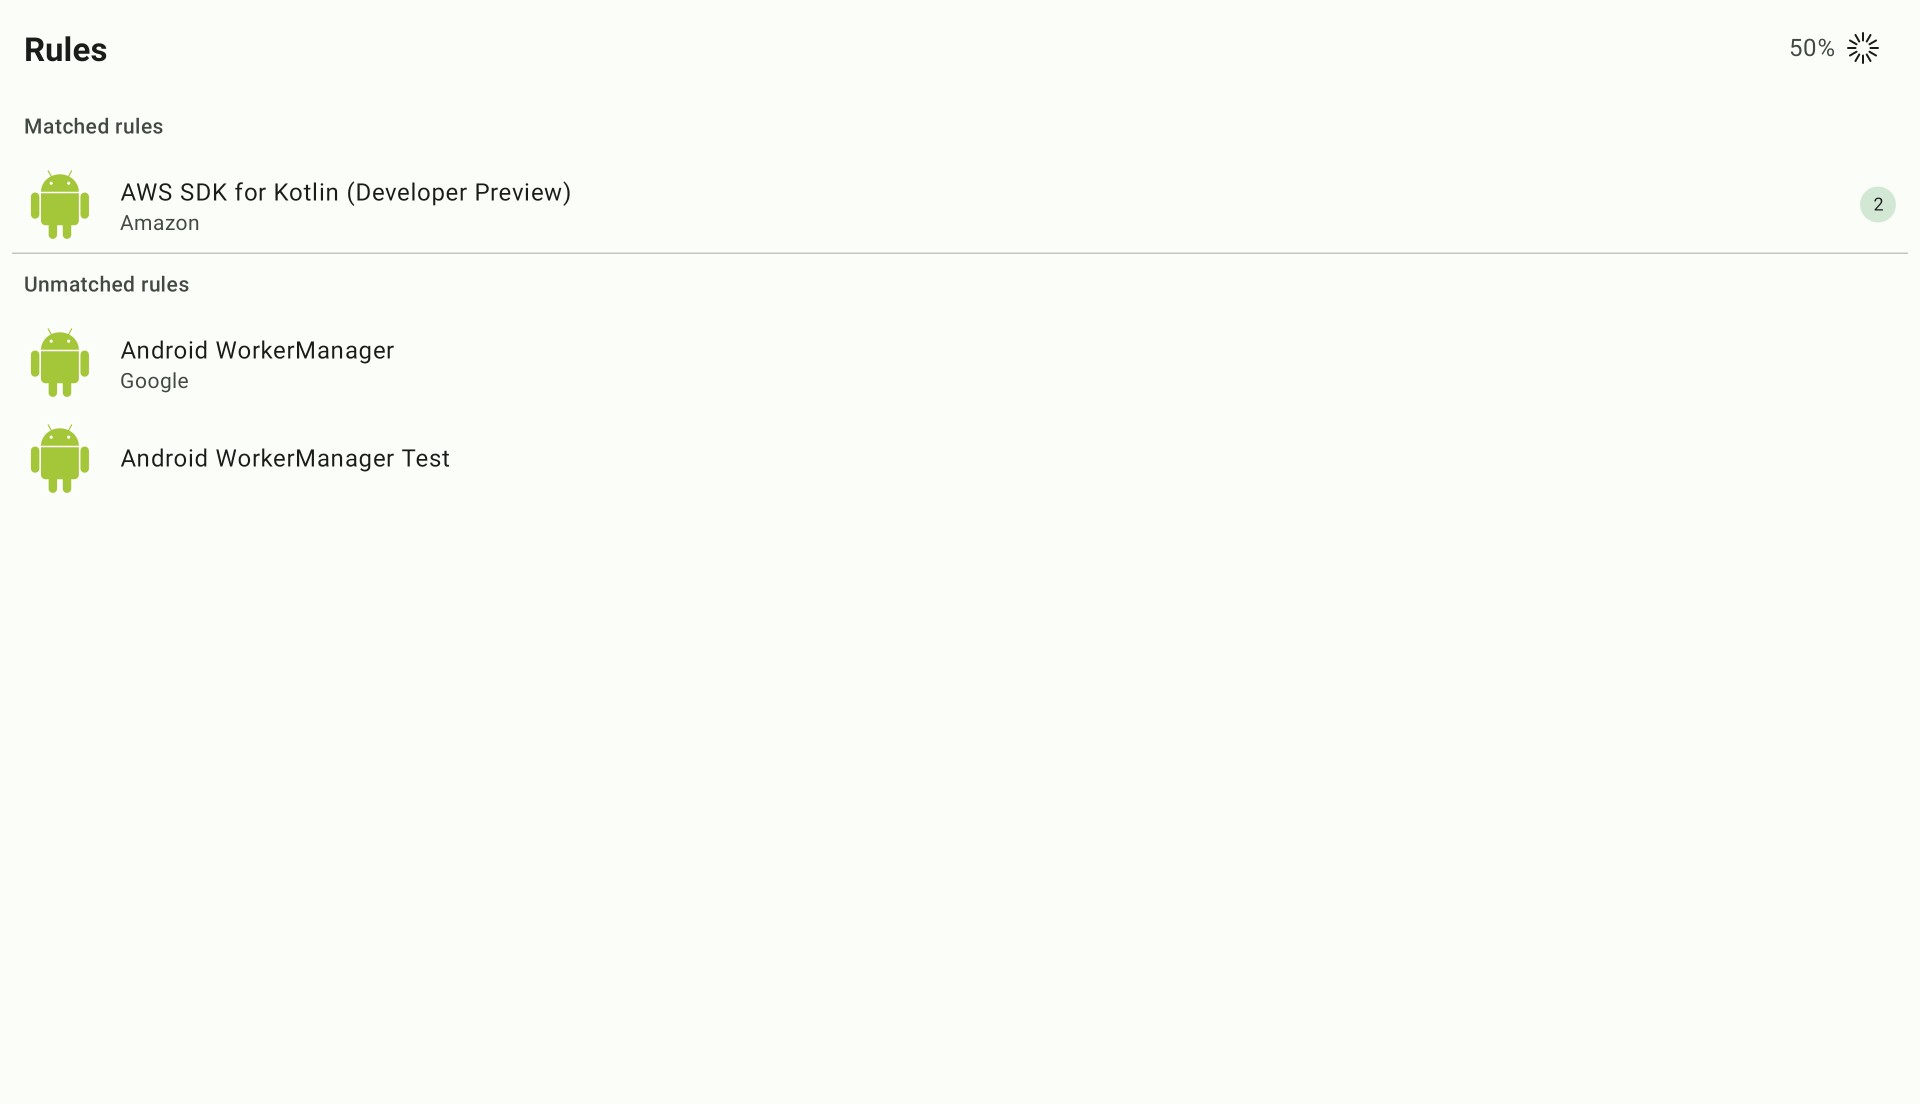 Rules
50%
Matched rules
AWS SDK for Kotlin (Developer Preview)
Amazon
2
Unmatched rules
Android WorkerManager
Google
Android WorkerManager Test